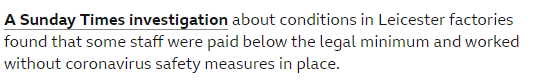 A Sunday Times investigation about conditions in Leicester factories
found that some staff were paid below the legal minimum and worked
without coronavirus safety measures in place.